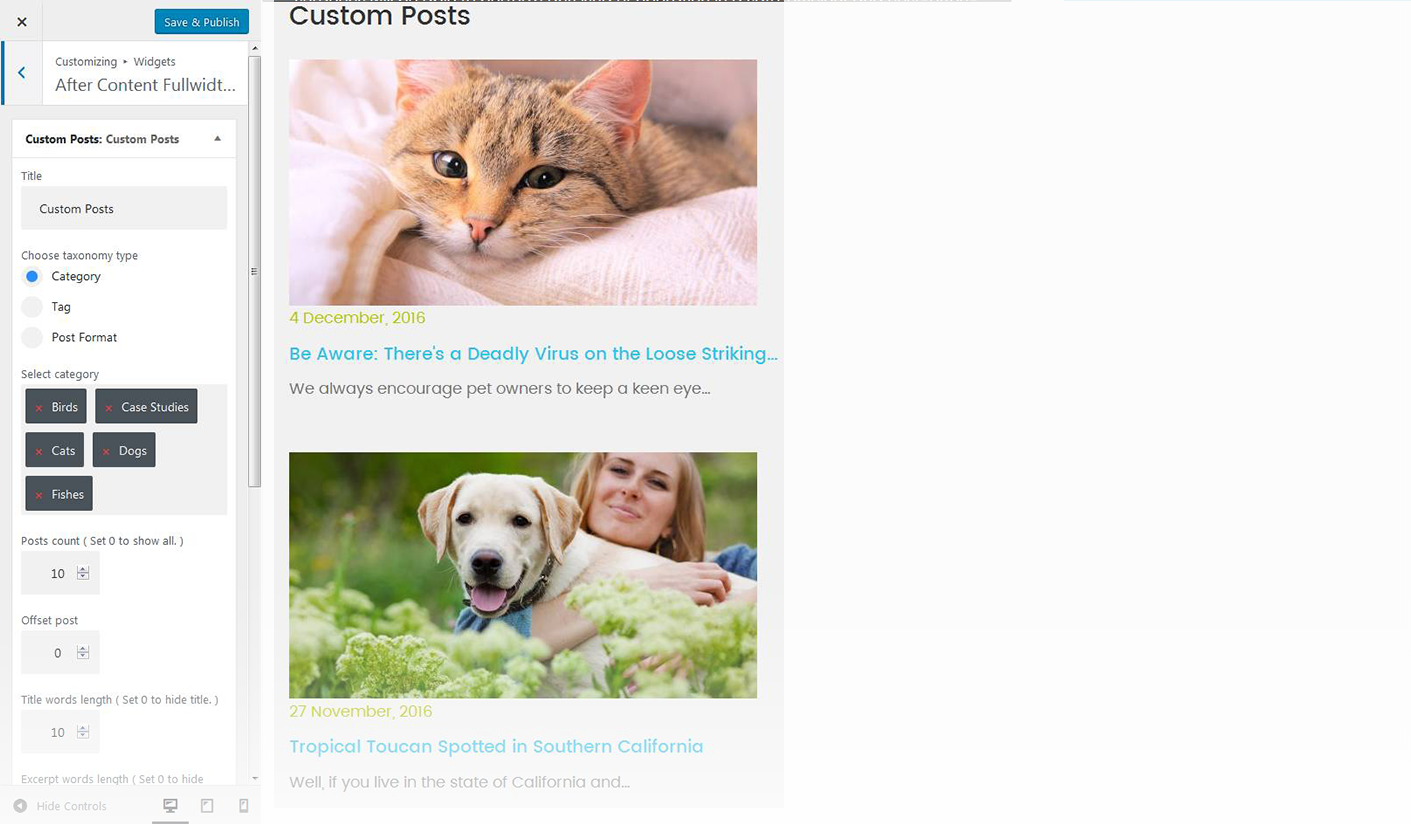 Save & Publish
Customizing ▸ Widgets
After Content Fullwidt...
Custom Posts: Custom Posts
Title
Custom Posts
Choose taxonomy type
Category
Tag
Post Format
Select category
× Birds
× Case Studies
× Cats
× Dogs
× Fishes
Posts count ( Set 0 to show all. )
10
Offset post
0
Title words length ( Set 0 to hide title. )
10
Excerpt words length ( Set 0 to hide
Hide Controls
Custom Posts
4 December, 2016
Be Aware: There's a Deadly Virus on the Loose Striking...
We always encourage pet owners to keep a keen eye...
27 November, 2016
Tropical Toucan Spotted in Southern California
Well, if you live in the state of California and...